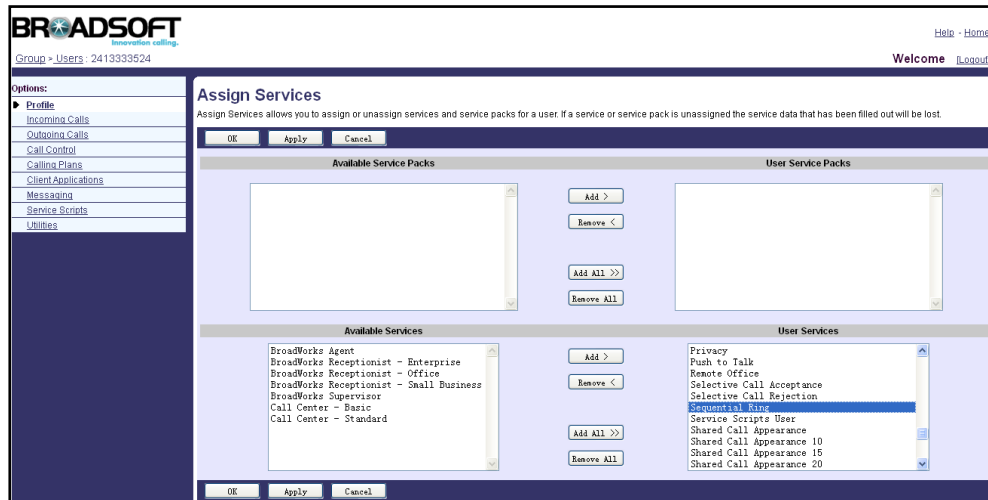 BROADSOFT
Innovation calling.
Help - Home
Group > Users : 2413333524
Welcome [Logout
Options:
Profile
Incoming Calls
Outgoing Calls
Call Control
Calling Plans
Client Applications
Messaging
Service Scripts
Utilities
Assign Services
Assign Services allows you to assign or unassign services and service packs for a user. If a service or service pack is unassigned the service data that has been filled out will be lost.
OK Apply Cancel
Available Service Packs
User Service Packs
Add >
Remove <
Add All >>
Remove All
Available Services
User Services
BroadWorks Agent
BroadWorks Receptionist - Enterprise
BroadWorks Receptionist - Office
BroadWorks Receptionist - Small Business
BroadWorks Supervisor
Call Center - Basic
Call Center - Standard
Add >
Remove <
Add All >>
Remove All
Privacy
Push to Talk
Remote Office
Selective Call Acceptance
Selective Call Rejection
Sequential Ring
Service Scripts User
Shared Call Appearance
Shared Call Appearance 10
Shared Call Appearance 15
Shared Call Appearance 20
OK Apply Cancel